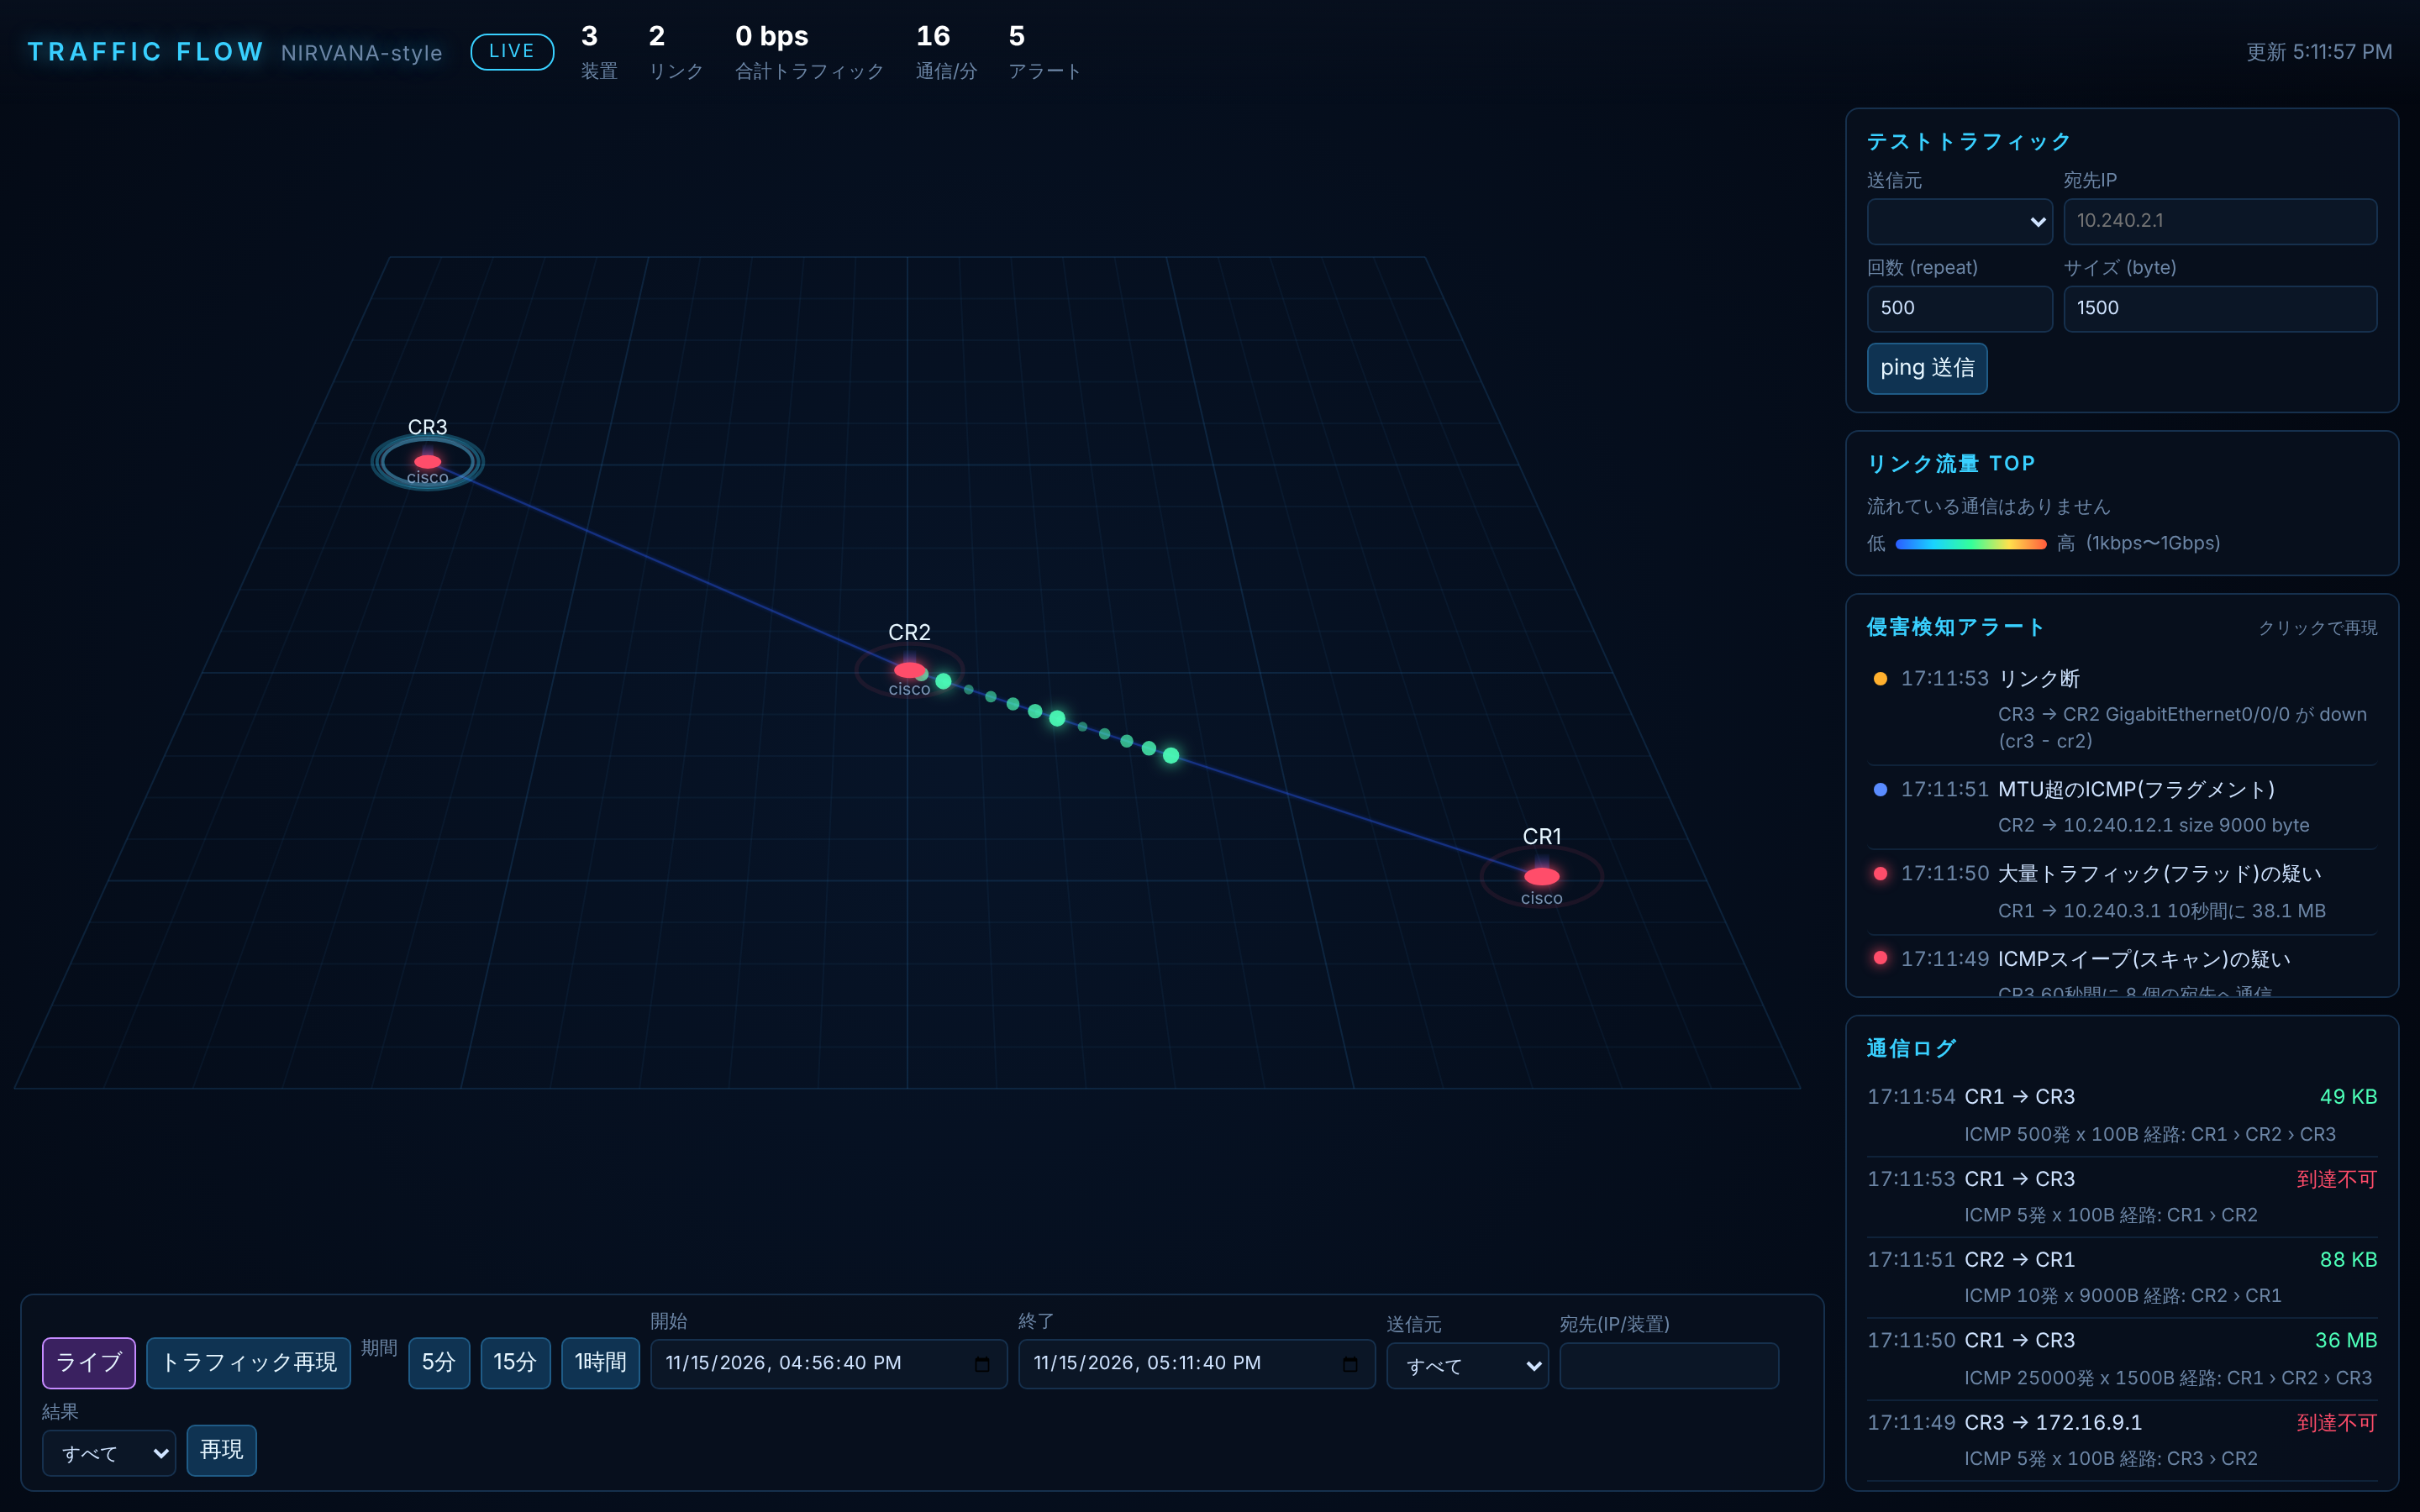 TRAFFIC FLOW NIRVANA-style
LIVE
3 装置
2 リンク
0 bps 合計トラフィック
16 通信/分
5 アラート
更新 5:11:57 PM
CR3
cisco
CR2
cisco
CR1
cisco
テストトラフィック
送信元 宛先IP
10.240.2.1
回数 (repeat) サイズ (byte)
500 1500
ping 送信
リンク流量 TOP
流れている通信はありません
低 高 (1kbps〜1Gbps)
侵害検知アラート クリックで再現
17:11:53 リンク断
CR3 → CR2 GigabitEthernet0/0/0 が down
(cr3 - cr2)
17:11:51 MTU超のICMP(フラグメント)
CR2 → 10.240.12.1 size 9000 byte
17:11:50 大量トラフィック(フラッド)の疑い
CR1 → 10.240.3.1 10秒間に 38.1 MB
17:11:49 ICMPスイープ(スキャン)の疑い
CR3 60秒間に 8 個の宛先へ通信
通信ログ
17:11:54 CR1 → CR3 49 KB
ICMP 500発 x 100B 経路: CR1 › CR2 › CR3
17:11:53 CR1 → CR3 到達不可
ICMP 5発 x 100B 経路: CR1 › CR2
17:11:51 CR2 → CR1 88 KB
ICMP 10発 x 9000B 経路: CR2 › CR1
17:11:50 CR1 → CR3 36 MB
ICMP 25000発 x 1500B 経路: CR1 › CR2 › CR3
17:11:49 CR3 → 172.16.9.1 到達不可
ICMP 5発 x 100B 経路: CR3 › CR2
開始 終了 送信元 宛先(IP/装置)
ライブ トラフィック再現 期間 5分 15分 1時間 11/15/2026, 04:56:40 PM 11/15/2026, 05:11:40 PM すべて
結果
すべて 再現